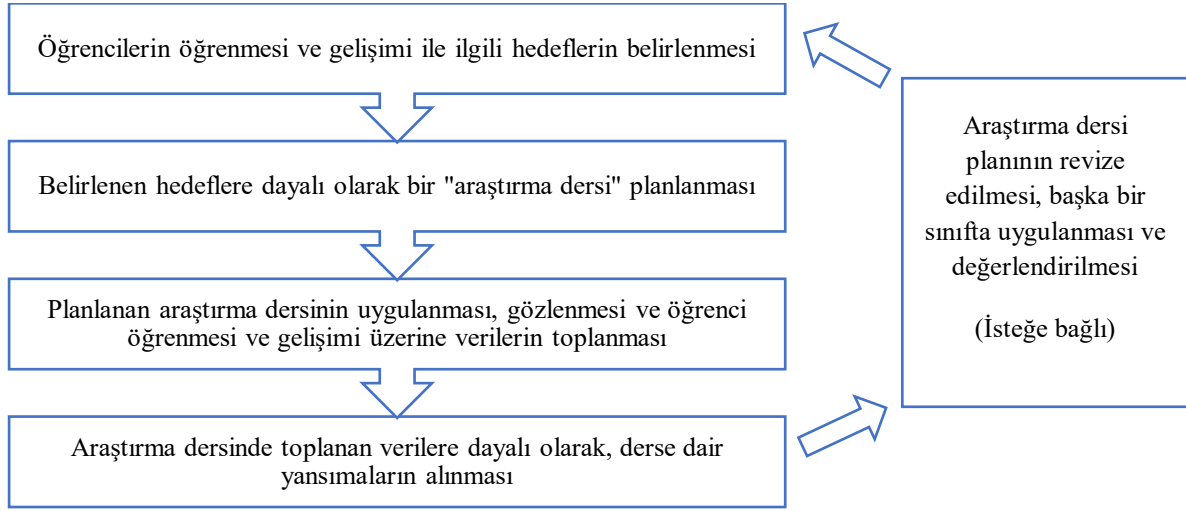 Öğrencilerin öğrenmesi ve gelişimi ile ilgili hedeflerin belirlenmesi
Belirlenen hedeflere dayalı olarak bir "araştırma dersi" planlanması
Planlanan araştırma dersinin uygulanması, gözlenmesi ve öğrenci
öğrenmesi ve gelişimi üzerine verilerin toplanması
Araştırma dersinde toplanan verilere dayalı olarak, derse dair
yansımaların alınması
Araştırma dersi
planının revize
edilmesi, başka bir
sınıfta uygulanması ve
değerlendirilmesi
(İsteğe bağlı)